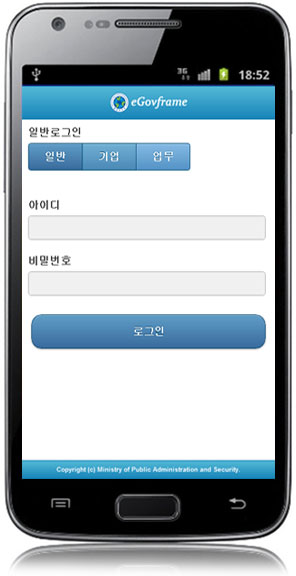 3G 18:52
eGovframe
일반로그인
일반 기업 업무
아이디
비밀번호
로그인
Copyright (c) Ministry of Public Administration and Security.